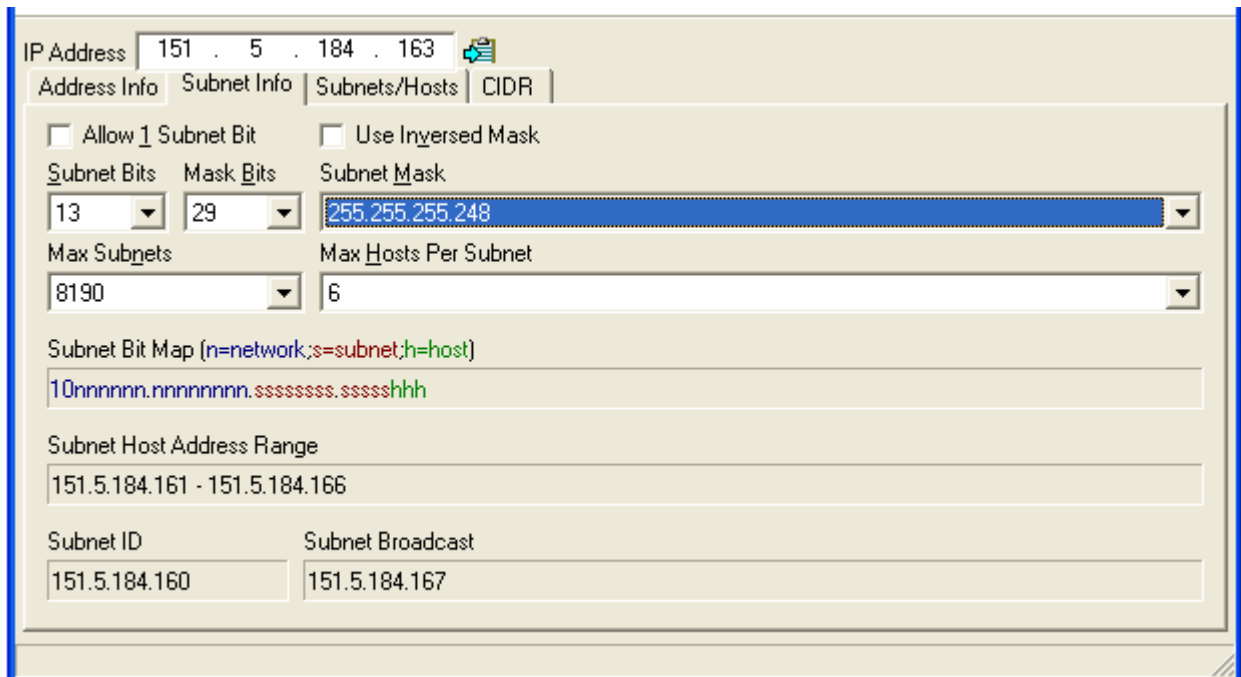 IP Address 151 . 5 . 184 . 163
Address Info Subnet Info Subnets/Hosts CIDR
Allow 1 Subnet Bit Use Inversed Mask
Subnet Bits Mask Bits Subnet Mask
13 29 255.255.255.248
Max Subnets Max Hosts Per Subnet
8190 6
Subnet Bit Map (n=network;s=subnet;h=host)
10nnnnnn.nnnnnnnn.ssssssss.ssssshhh
Subnet Host Address Range
151.5.184.161 - 151.5.184.166
Subnet ID Subnet Broadcast
151.5.184.160 151.5.184.167